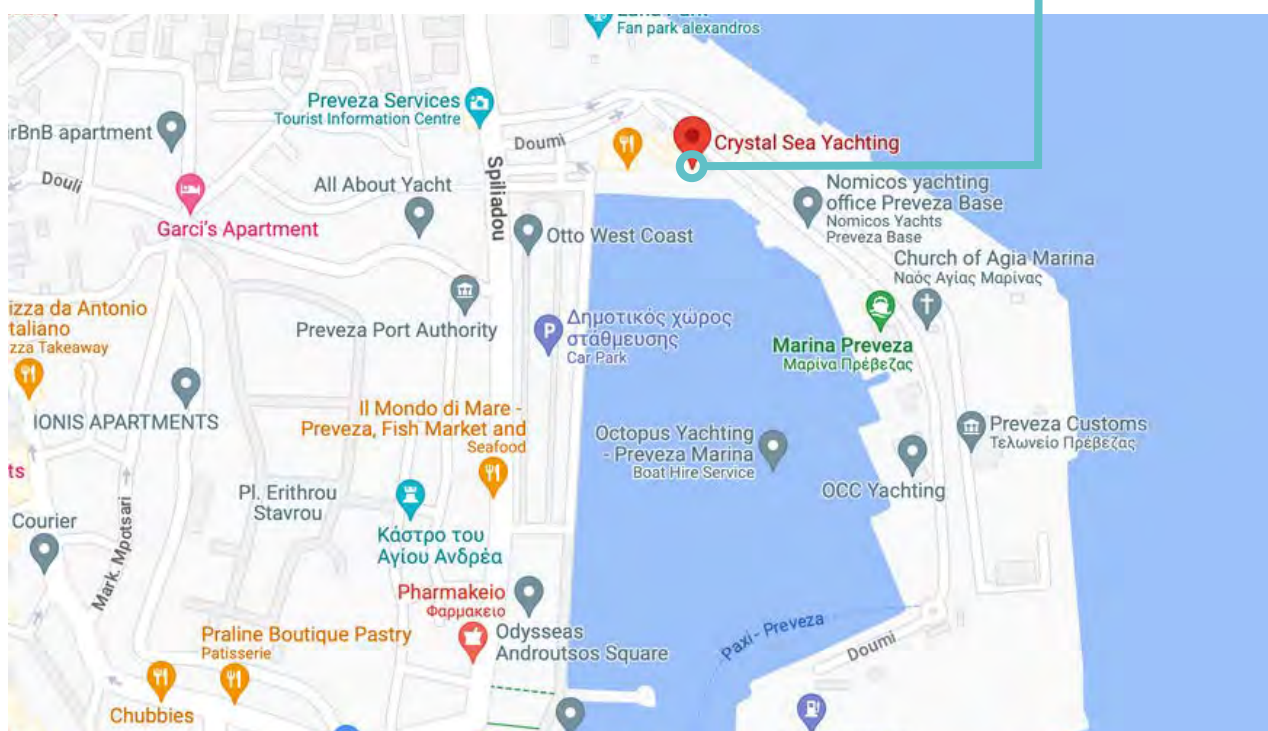 Luna Park
Fan park alexandros
Preveza Services
Tourist Information Centre
Doumi
Crystal Sea Yachting
rBnB apartment
Douli
All About Yacht
Spiliadou
Nomicos yachting
office Preveza Base
Nomicos Yachts
Preveza Base
Garci's Apartment
Otto West Coast
Church of Agia Marina
Ναός Αγίας Μαρίνας
izza da Antonio
taliano
zza Takeaway
Preveza Port Authority
Δημοτικός χώρος
στάθμευσης
Car Park
P
Marina Preveza
Μαρίνα Πρέβεζας
IONIS APARTMENTS
Il Mondo di Mare -
Preveza, Fish Market and
Seafood
Octopus Yachting
- Preveza Marina
Boat Hire Service
Preveza Customs
Τελωνείο Πρέβεζας
ts
Pl. Erithrou
Stavrou
OCC Yachting
Courier
Κάστρο του
Αγίου Ανδρέα
Mark. Mpotsari
Pharmakeio
Φαρμακειο
Odysseas
Androutsos Square
Praline Boutique Pastry
Patisserie
Paxi - Preveza
Doumi
Chubbies